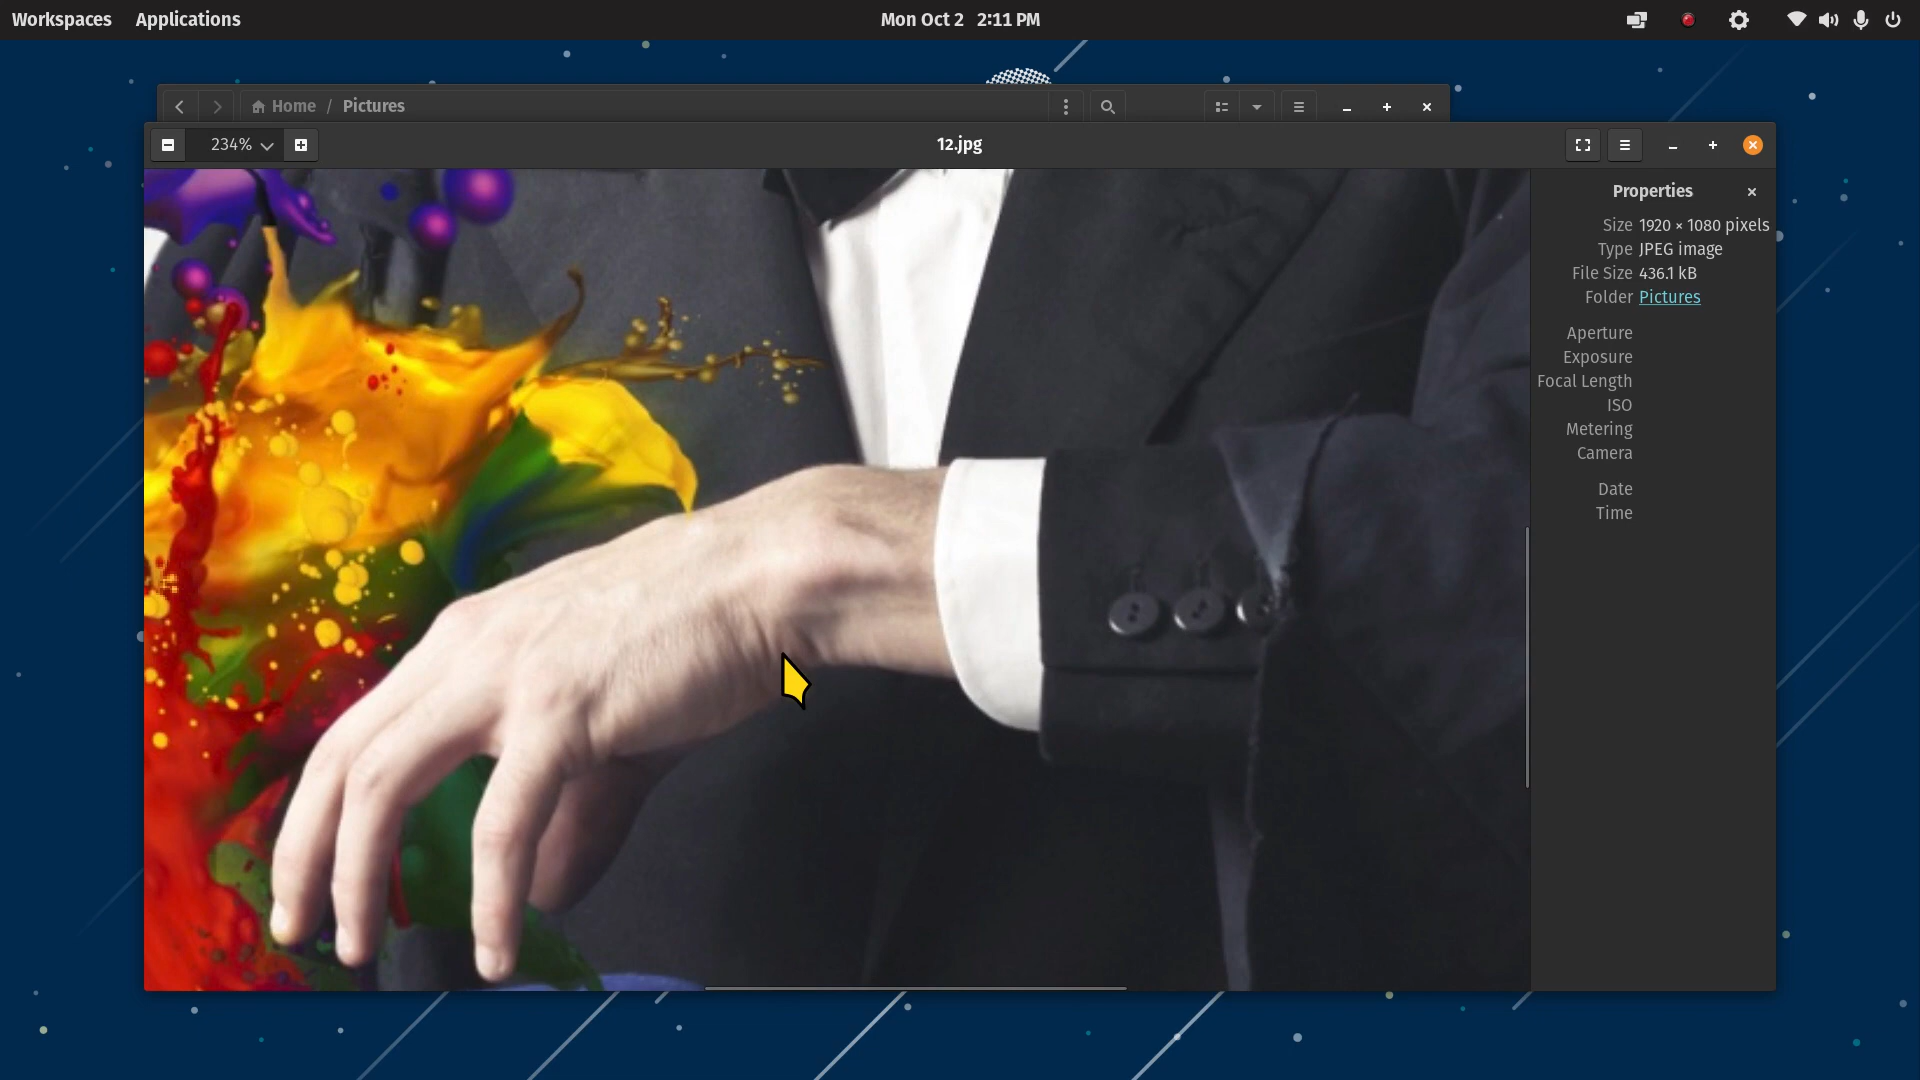 Workspaces Applications Mon Oct 2 2:11 PM
Home / Pictures
234% 12.jpg
Properties
Size 1920 × 1080 pixels
Type JPEG image
File Size 436.1 kB
Folder Pictures
Aperture
Exposure
Focal Length
ISO
Metering
Camera
Date
Time